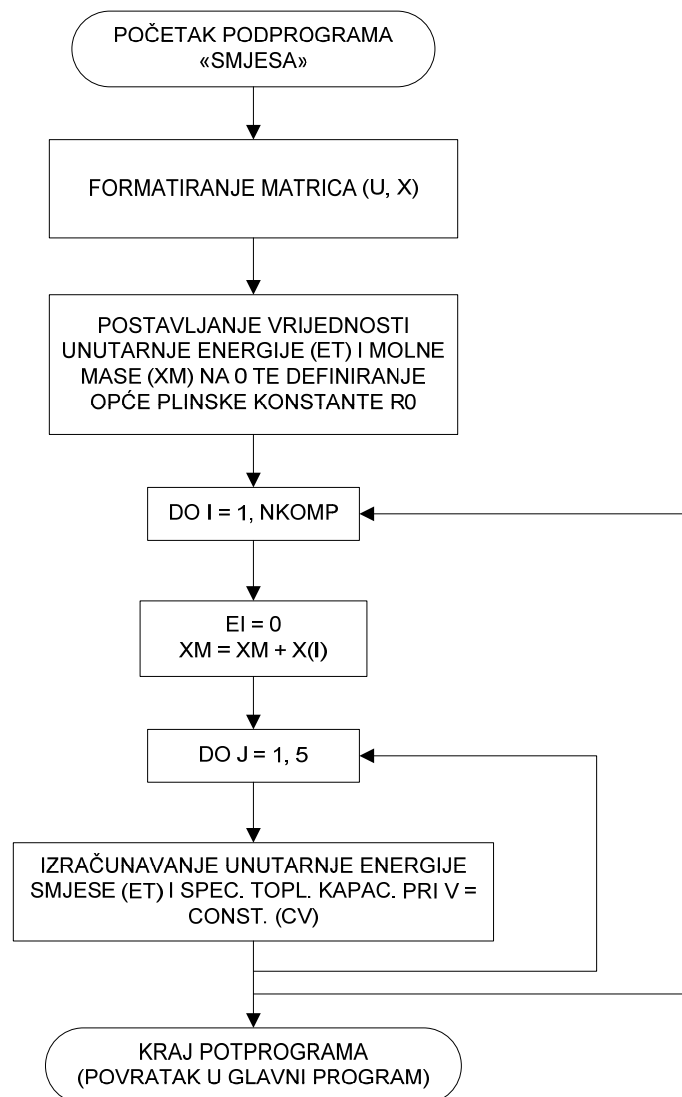 POČETAK PODPROGRAMA
«SMJESA»
FORMATIRANJE MATRICA (U, X)
POSTAVLJANJE VRIJEDNOSTI
UNUTARNJE ENERGIJE (ET) I MOLNE
MASE (XM) NA 0 TE DEFINIRANJE
OPĆE PLINSKE KONSTANTE R0
DO I = 1, NKOMP
EI = 0
XM = XM + X(I)
DO J = 1, 5
IZRAČUNAVANJE UNUTARNJE ENERGIJE
SMJESE (ET) I SPEC. TOPL. KAPAC. PRI V =
CONST. (CV)
KRAJ POTPROGRAMA
(POVRATAK U GLAVNI PROGRAM)